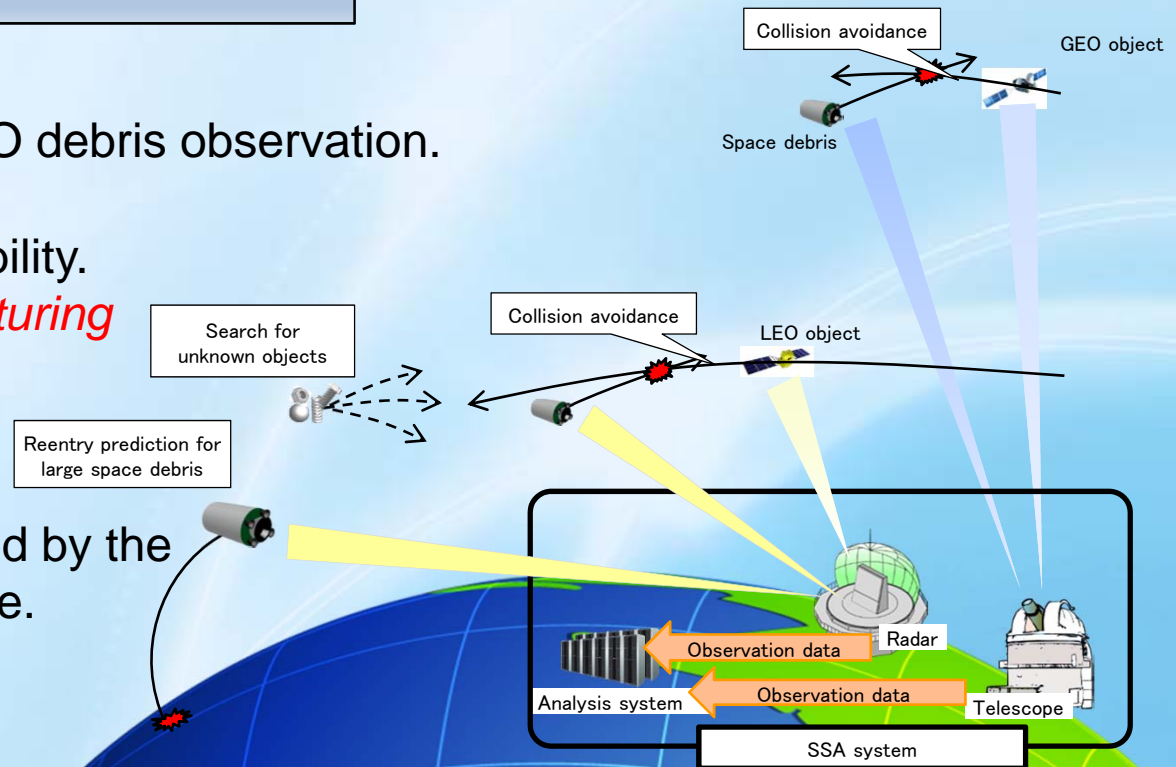 Collision avoidance
GEO object
O debris observation.
Space debris
bility.
turing
Search for
unknown objects
Collision avoidance
LEO object
Reentry prediction for
large space debris
d by the
e.
Radar
Observation data
Analysis system
Observation data
Telescope
SSA system